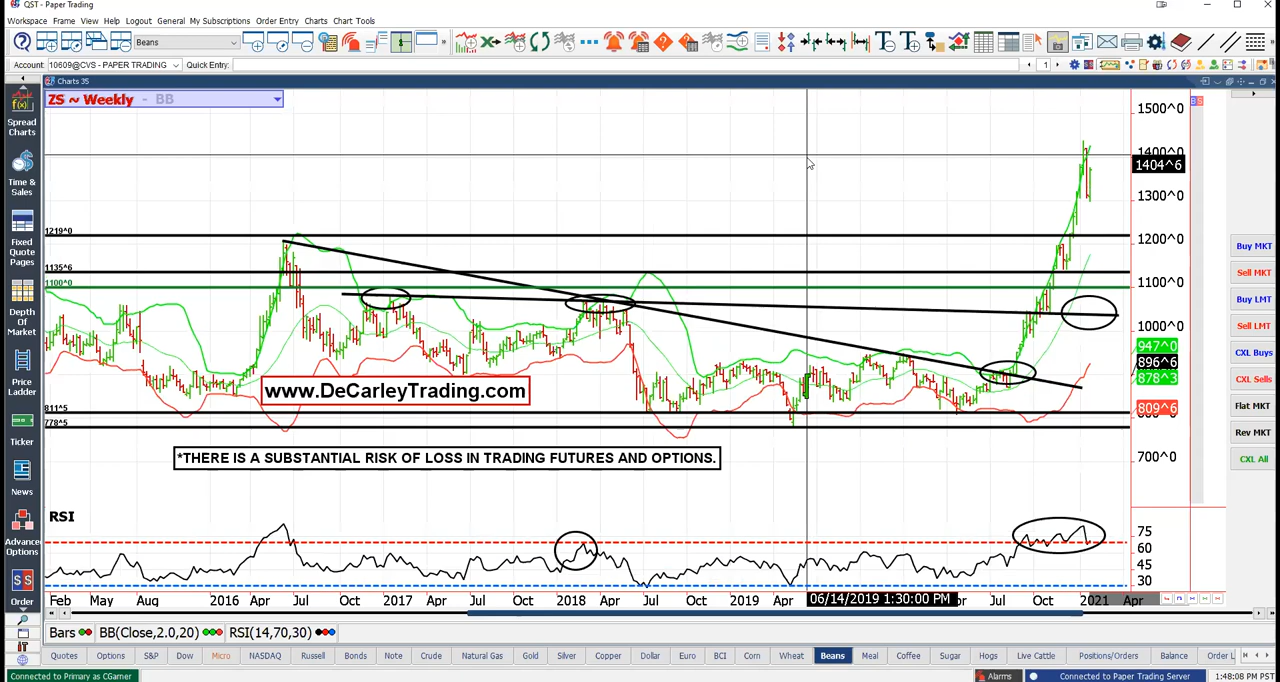 QST - Paper Trading
Workspace Frame View Help Logout General My Subscriptions Order Entry Charts Chart Tools
Beans
Account: 10609@CVS - PAPER TRADING Quick Entry: 1
Charts 35
ZS ~ Weekly - BB
Spread Charts
Time & Sales
Fixed Quote Pages
Depth Of Market
Price Ladder
Ticker
News
Advance Options
Order
1219^0
1135^6
1100^0
811^5
778^5
1500^0
1400^0
1404^6
1300^0
1200^0
1100^0
1000^0
947^0
896^6
878^3
809^6
700^0
www.DeCarleyTrading.com
*THERE IS A SUBSTANTIAL RISK OF LOSS IN TRADING FUTURES AND OPTIONS.
Buy MKT
Sell MKT
Buy LMT
Sell LMT
CXL Buys
CXL Sells
Flat MKT
Rev MKT
CXL All
RSI
75
60
45
30
Feb May Aug 2016 Apr Jul Oct 2017 Apr Jul Oct 2018 Apr Jul Oct 2019 Apr 06/14/2019 1:30:00 PM Jul Oct 2021 Apr
Bars BB(Close,2.0,20) RSI(14,70,30)
Quotes Options S&P Dow Micro NASDAQ Russell Bonds Note Crude Natural Gas Gold Silver Copper Dollar Euro BCI Corn Wheat Beans Meal Coffee Sugar Hogs Live Cattle Positions/Orders Balance Order L
Connected to Primary as CGarner Alarms Connected to Paper Trading Server 1:48:08 PM PST